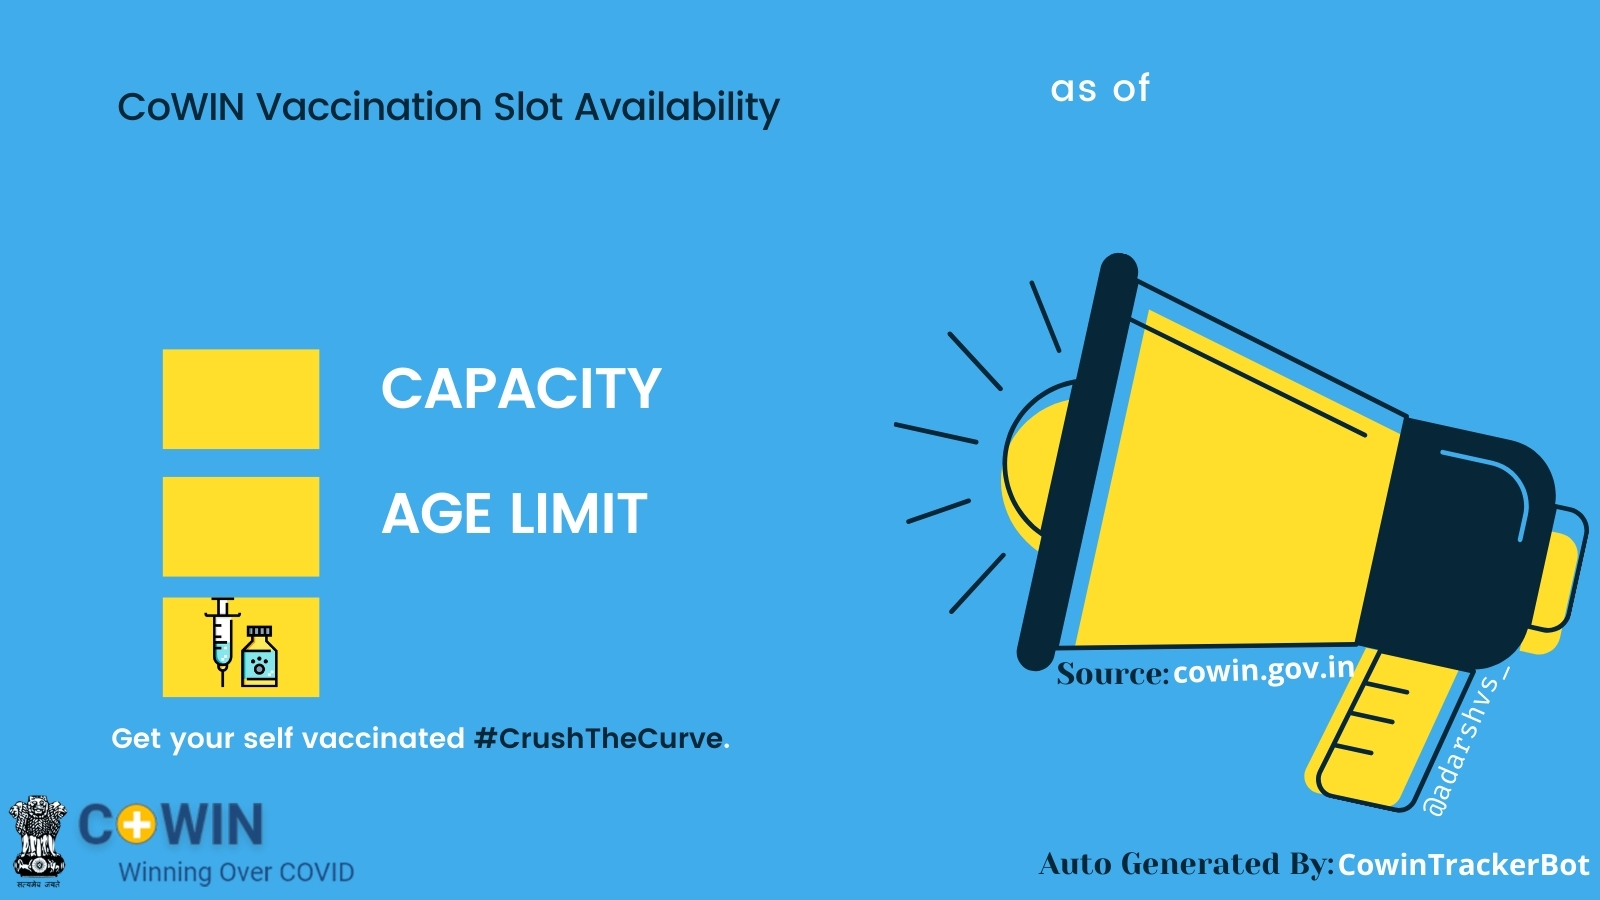 CoWIN Vaccination Slot Availability
as of
CAPACITY
AGE LIMIT
Source: cowin.gov.in
@adarshvs_
Get your self vaccinated #CrushTheCurve.
CoWIN
Winning Over COVID
सत्यमेव जयते
Auto Generated By: CowinTrackerBot